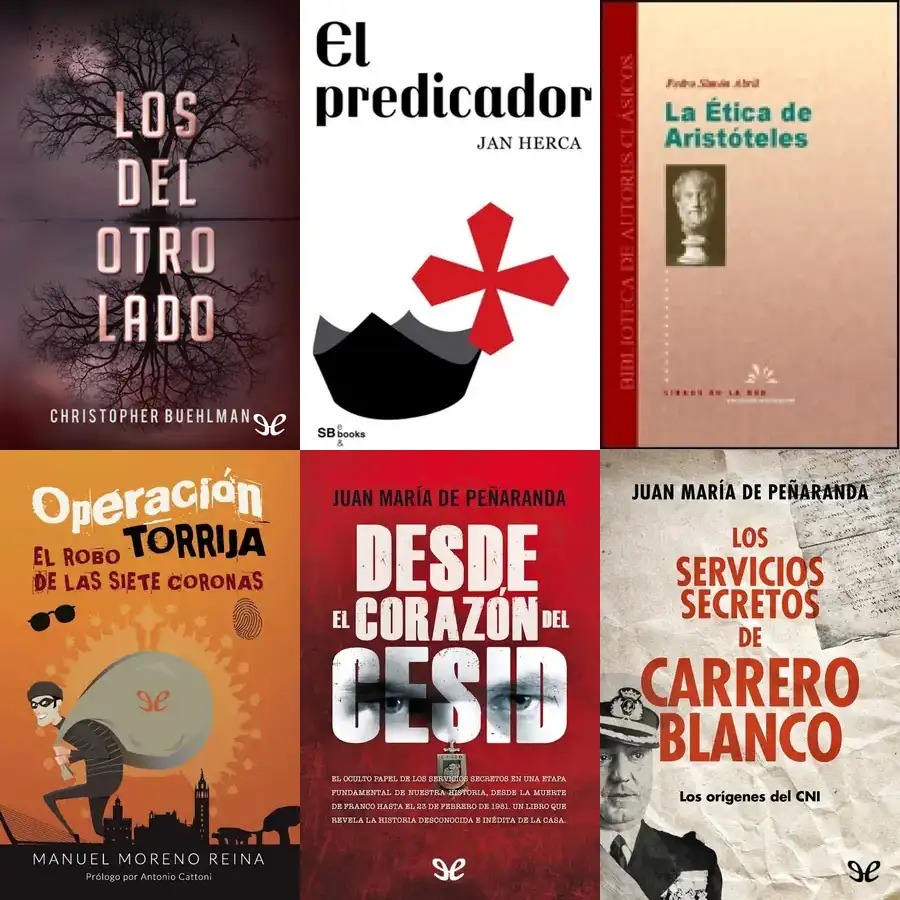 LOS
DEL
OTRO
LADO
CHRISTOPHER BUEHLMAN
El
predicador
JAN HERCA
SB e books &
BIBLIOTECA DE AUTORES CLÁSICOS
Pedro Simón Abril
La Ética de
Aristóteles
Operación
TORRIJA
EL ROBO
DE LAS SIETE CORONAS
MANUEL MORENO REINA
Prólogo por Antonio Cattoni
JUAN MARÍA DE PEÑARANDA
DESDE
EL CORAZÓN DEL
CESID
EL OCULTO PAPEL DE LOS SERVICIOS SECRETOS EN UNA ETAPA
FUNDAMENTAL DE NUESTRA HISTORIA, DESDE LA MUERTE
DE FRANCO HASTA EL 23 DE FEBRERO DE 1981. UN LIBRO QUE
REVELA LA HISTORIA DESCONOCIDA E INÉDITA DE LA CASA.
JUAN MARÍA DE PEÑARANDA
LOS
SERVICIOS
SECRETOS
DE
CARRERO
BLANCO
Los orígenes del CNI